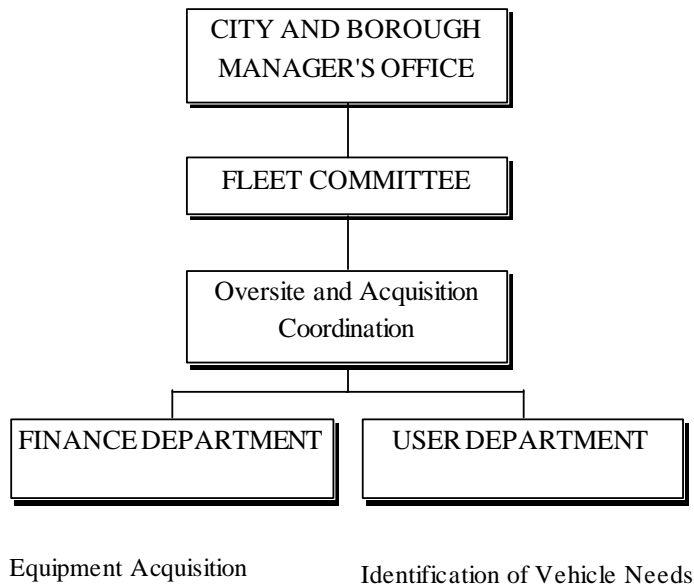 CITY AND BOROUGH
MANAGER'S OFFICE
FLEET COMMITTEE
Oversite and Acquisition
Coordination
FINANCE DEPARTMENT
USER DEPARTMENT
Equipment Acquisition
Identification of Vehicle Needs